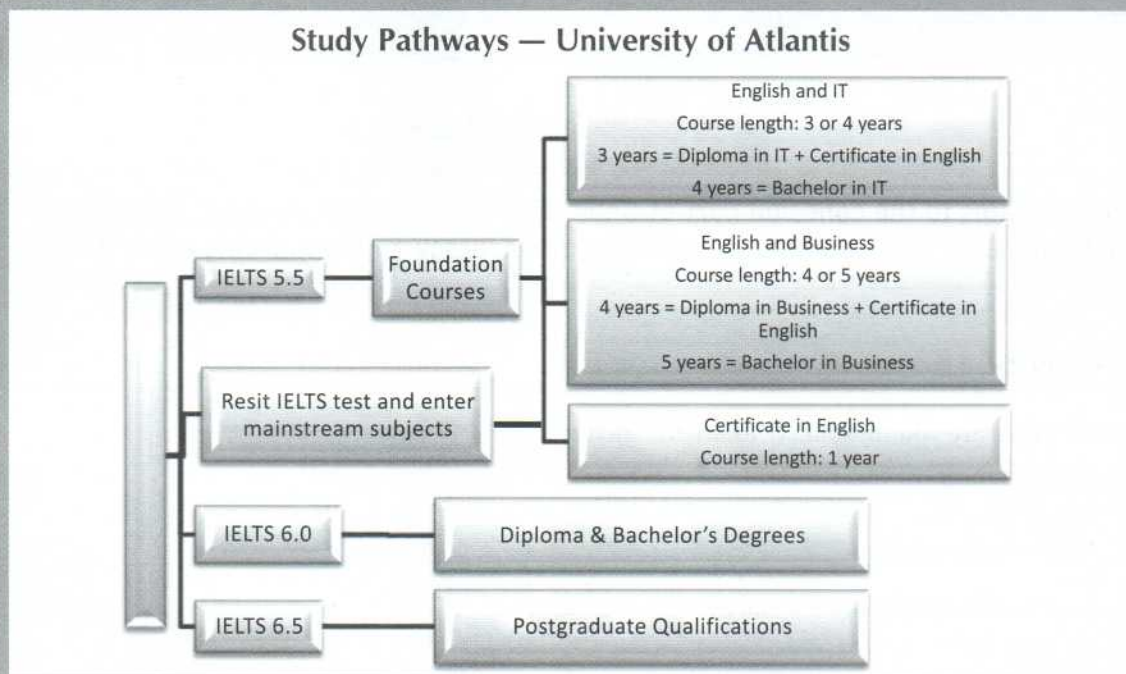 Study Pathways — University of Atlantis
English and IT
Course length: 3 or 4 years
3 years = Diploma in IT + Certificate in English
4 years = Bachelor in IT
IELTS 5.5
Foundation
Courses
English and Business
Course length: 4 or 5 years
4 years = Diploma in Business + Certificate in
English
5 years = Bachelor in Business
Resit IELTS test and enter
mainstream subjects
Certificate in English
Course length: 1 year
IELTS 6.0
Diploma & Bachelor's Degrees
IELTS 6.5
Postgraduate Qualifications